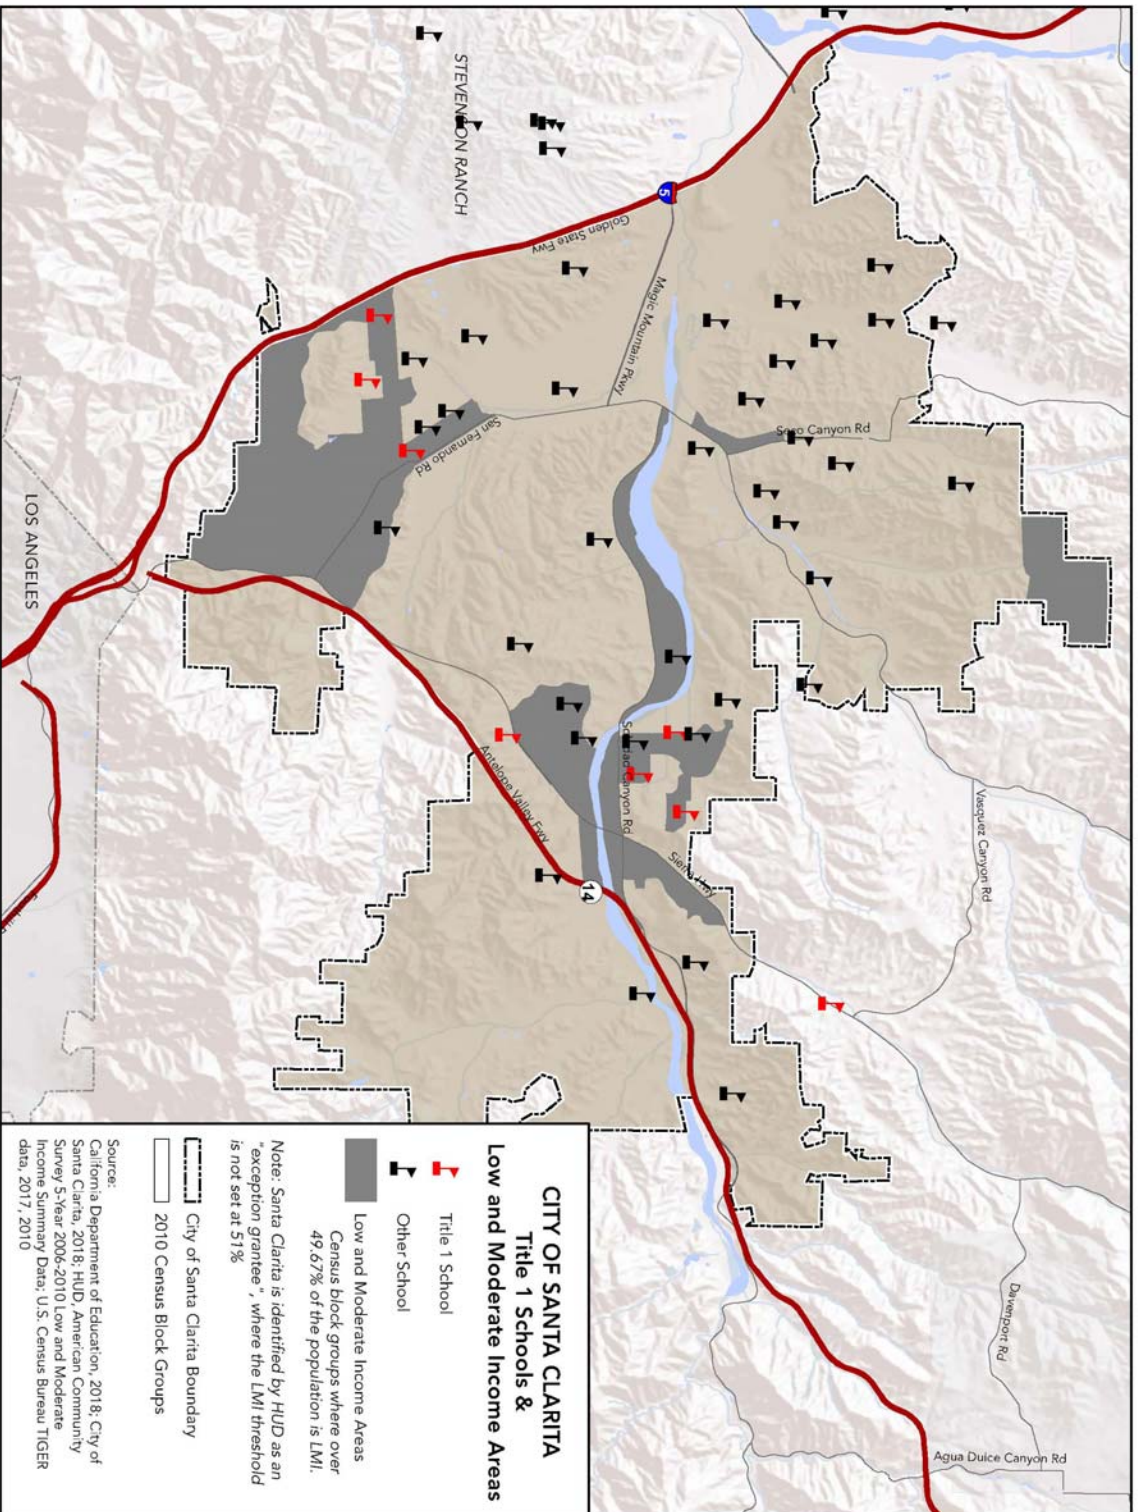 CITY OF SANTA CLARITA
Title 1 Schools &
Low and Moderate Income Areas
Title 1 School
Other School
Low and Moderate Income Areas
Census block groups where over
49.67% of the population is LMI.
Note: Santa Clarita is identified by HUD as an
"exception grantee", where the LMI threshold
is not set at 51%
City of Santa Clarita Boundary
2010 Census Block Groups
Source:
California Department of Education, 2018; City of
Santa Clarita, 2018; HUD, American Community
Survey 5-Year 2006-2010 Low and Moderate
Income Summary Data; U.S. Census Bureau TIGER
data, 2017, 2010
STEVENSON RANCH
5
Golden State Fwy
Magic Mountain Pkwy
Seco Canyon Rd
San Fernando Rd
LOS ANGELES
Soledad Canyon Rd
Antelope Valley Fwy
Sierra Hwy
14
Vasquez Canyon Rd
Davenport Rd
Agua Dulce Canyon Rd